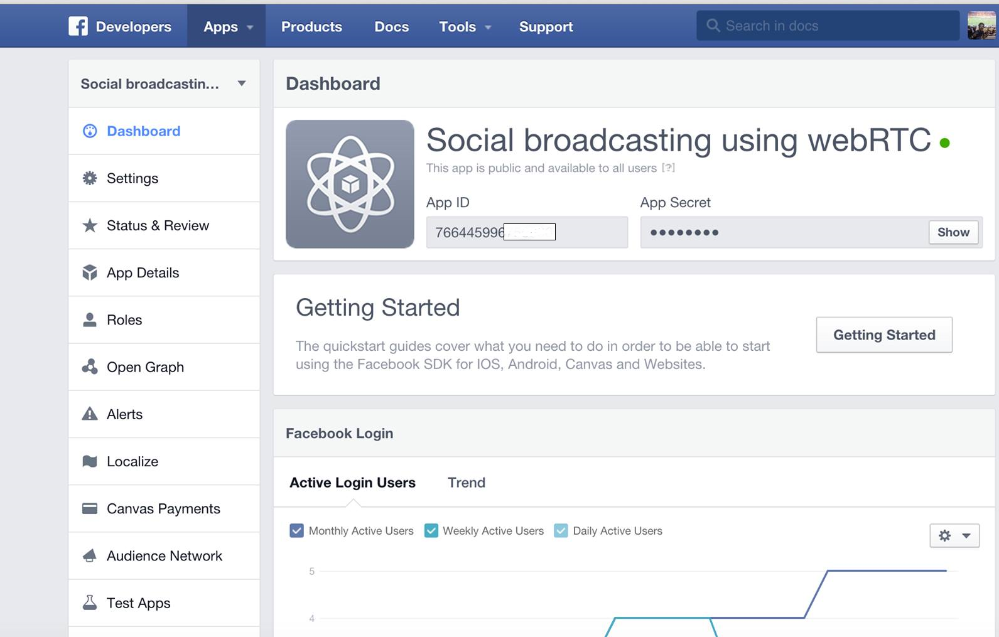 Developers
Apps
Products
Docs
Tools
Support
Search in docs
Social broadcastin...
Dashboard
Settings
Status & Review
App Details
Roles
Open Graph
Alerts
Localize
Canvas Payments
Audience Network
Test Apps
Dashboard
Social broadcasting using webRTC
This app is public and available to all users [?]
App ID
App Secret
766445996
••••••••
Show
Getting Started
The quickstart guides cover what you need to do in order to be able to start
using the Facebook SDK for IOS, Android, Canvas and Websites.
Getting Started
Facebook Login
Active Login Users
Trend
Monthly Active Users
Weekly Active Users
Daily Active Users
5
4